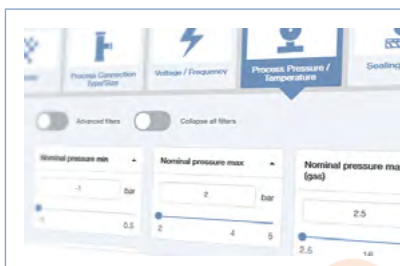 Process Connection
Type/Size
Voltage / Frequency
Process Pressure /
Temperature
Sealing
Advanced filters
Collapse all filters
Nominal pressure min
-1
bar
-1
0.5
Nominal pressure max
2
bar
2
4
5
Nominal pressure ma
(gas)
2.5
2.5
16